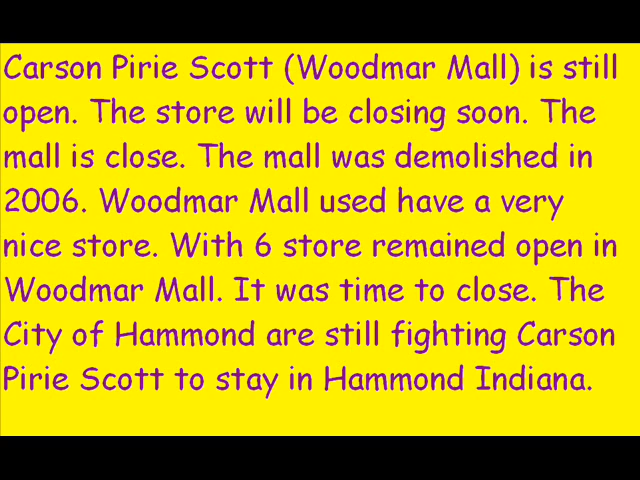 Carson Pirie Scott (Woodmar Mall) is still
open. The store will be closing soon. The
mall is close. The mall was demolished in
2006. Woodmar Mall used have a very
nice store. With 6 store remained open in
Woodmar Mall. It was time to close. The
City of Hammond are still fighting Carson
Pirie Scott to stay in Hammond Indiana.